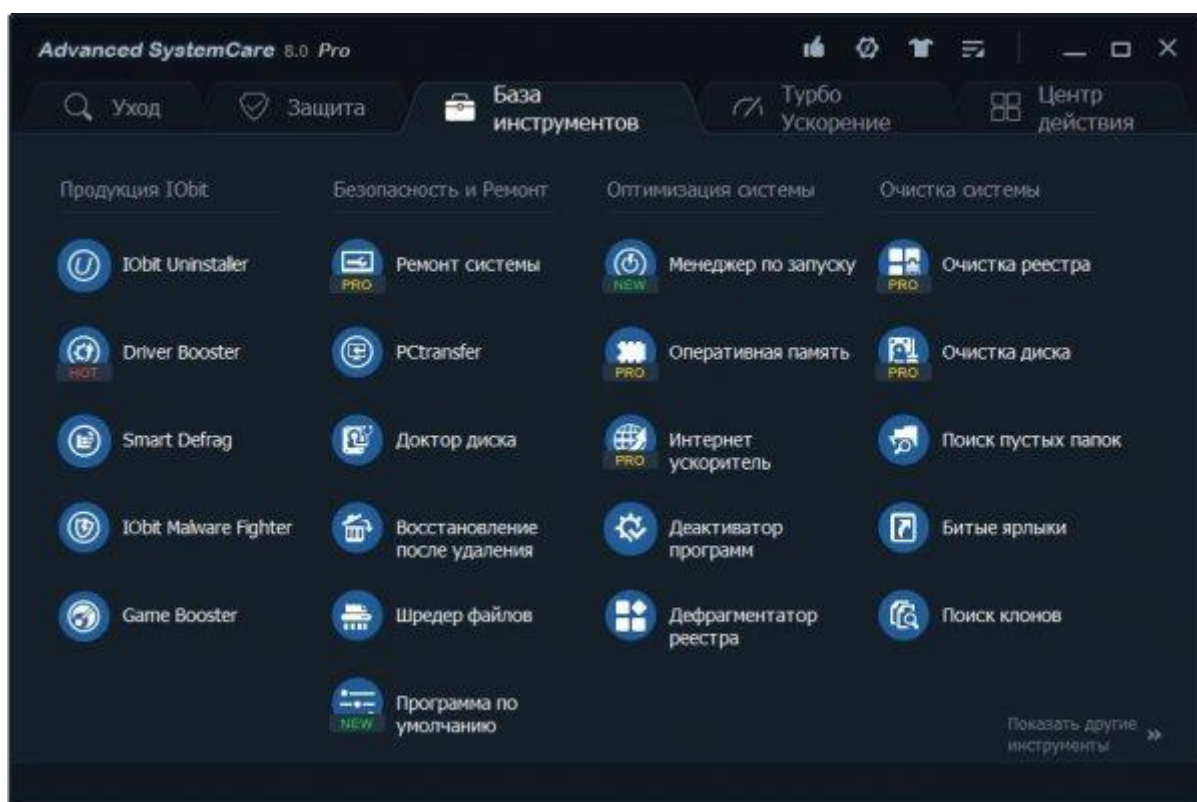 Advanced SystemCare 8.0 Pro
Уход
Защита
База
инструментов
Турбо
Ускорение
Центр
действия
Продукция IObit
Безопасность и Ремонт
Оптимизация системы
Очистка системы
IObit Uninstaller
PRO
Ремонт системы
NEW
Менеджер по запуску
PRO
Очистка реестра
HOT
Driver Booster
PCtransfer
PRO
Оперативная память
PRO
Очистка диска
Smart Defrag
Доктор диска
PRO
Интернет
ускоритель
Поиск пустых папок
IObit Malware Fighter
Восстановление
после удаления
Деактиватор
программ
Битые ярлыки
Game Booster
Шредер файлов
Дефрагментатор
реестра
Поиск клонов
NEW
Программа по
умолчанию
Показать другие
инструменты